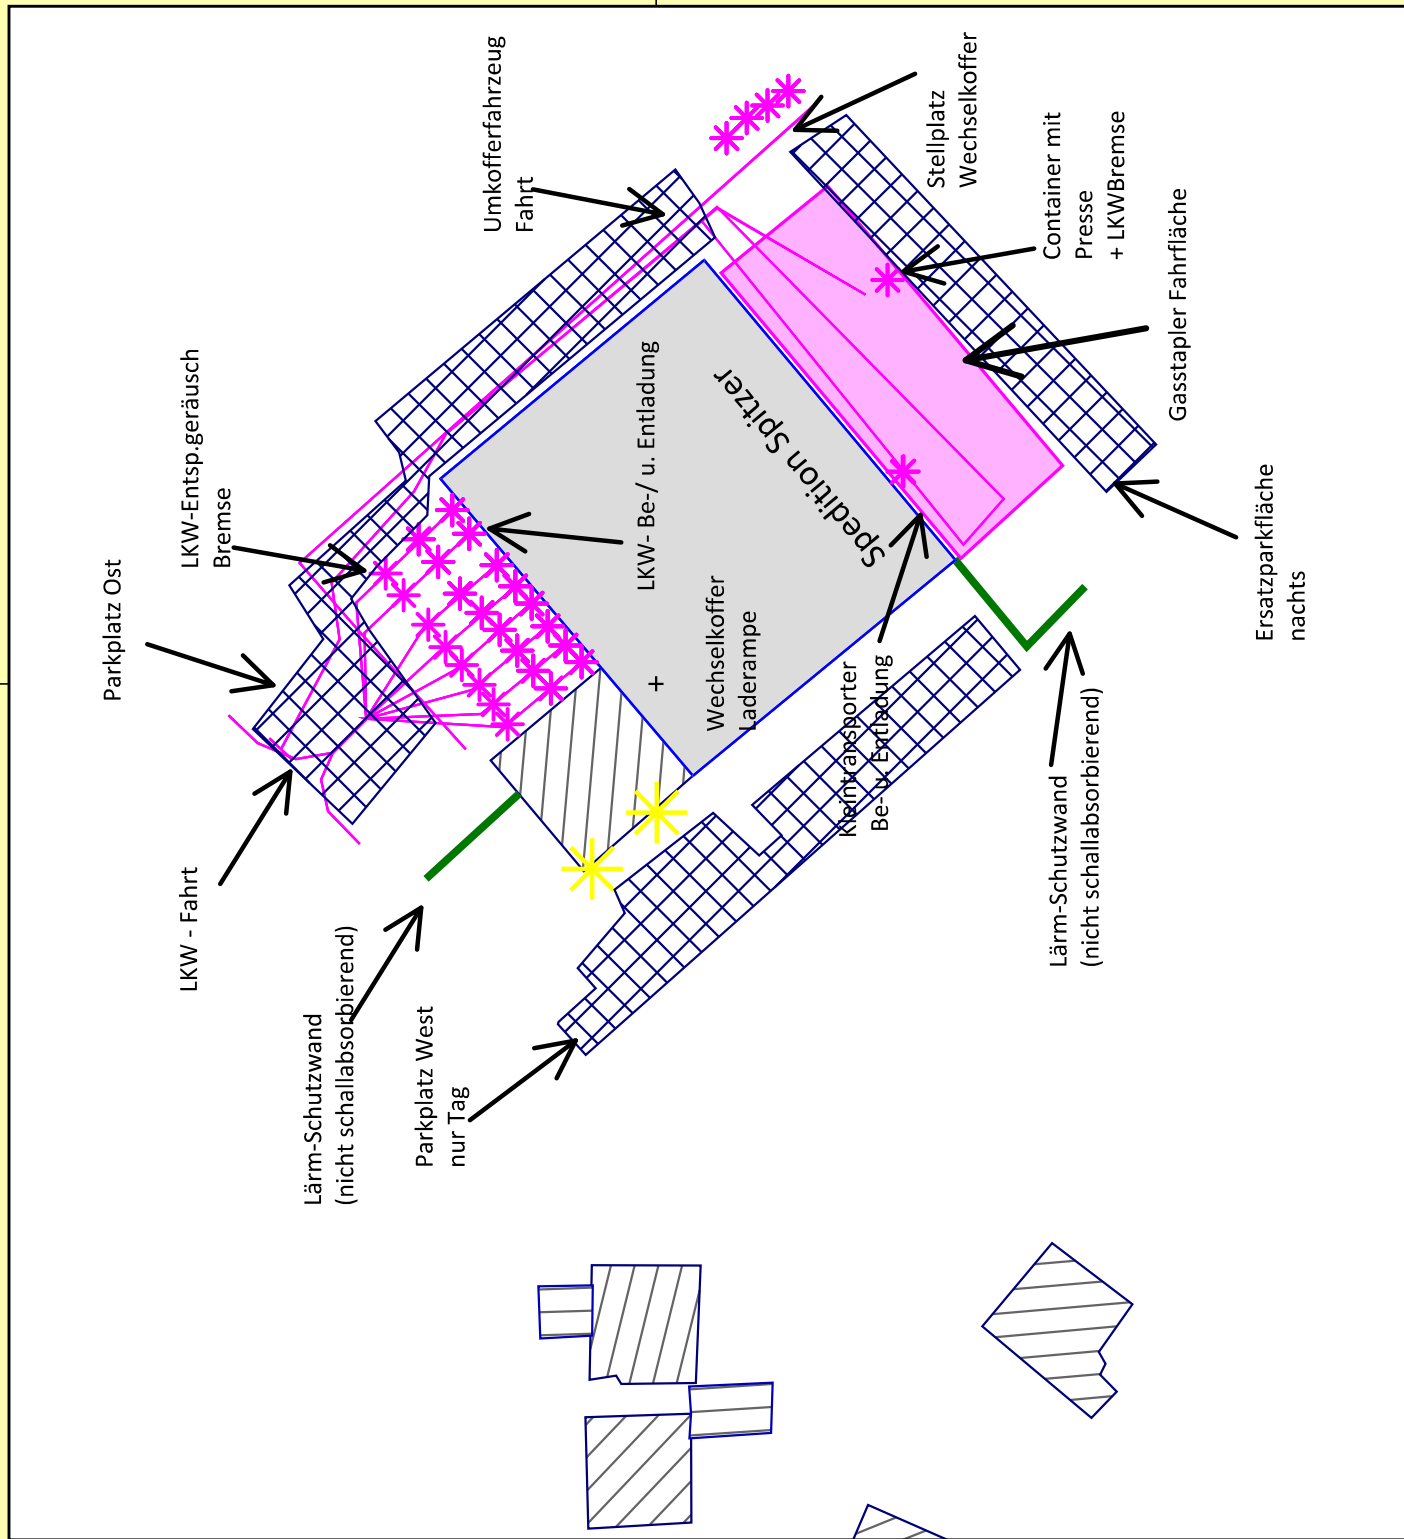 Parkplatz Ost
LKW - Fahrt
LKW-Entsp.geräusch
Bremse
Lärm-Schutzwand
(nicht schallabsorbierend)
Parkplatz West
nur Tag
Umkofferfahrzeug
Fahrt
LKW- Be-/ u. Entladung
+
Wechselkoffer
Laderampe
Spedition Spitzer
Kleintransporter
Be- u. Entladung
Stellplatz
Wechselkoffer
Container mit
Presse
+ LKWBremse
Gasstapler Fahrfläche
Lärm-Schutzwand
(nicht schallabsorbierend)
Ersatzparkfläche
nachts